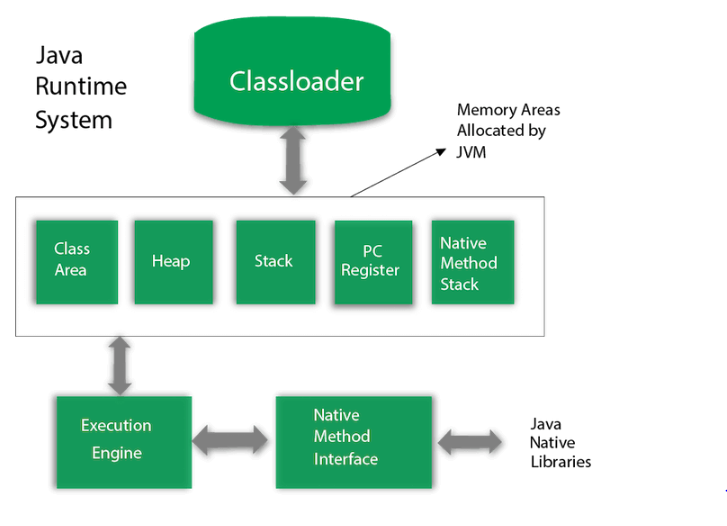 Java
Runtime
System
Classloader
Memory Areas
Allocated by
JVM
Class
Area
Heap
Stack
PC
Register
Native
Method
Stack
Execution
Engine
Native
Method
Interface
Java
Native
Libraries